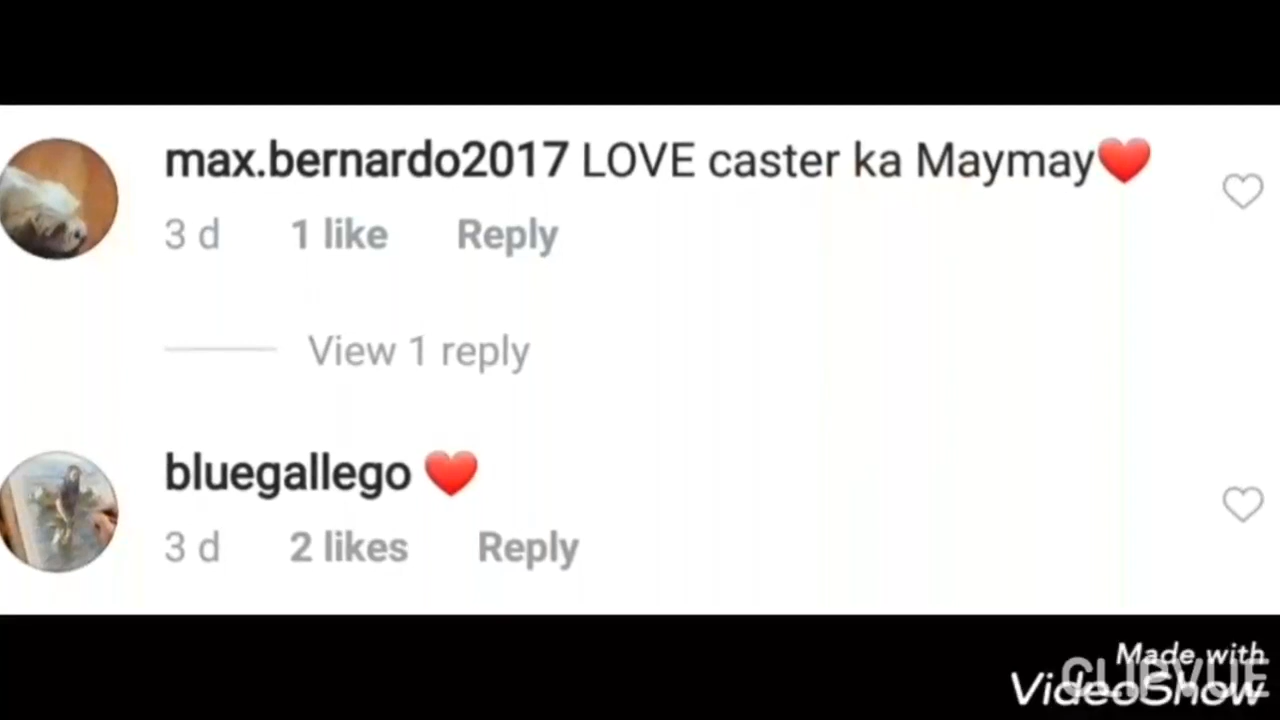 max.bernardo2017 LOVE caster ka Maymay❤️
3 d 1 like Reply
View 1 reply
bluegallego ❤️
3 d 2 likes Reply
Made with
CLIPVUE
VideoShow